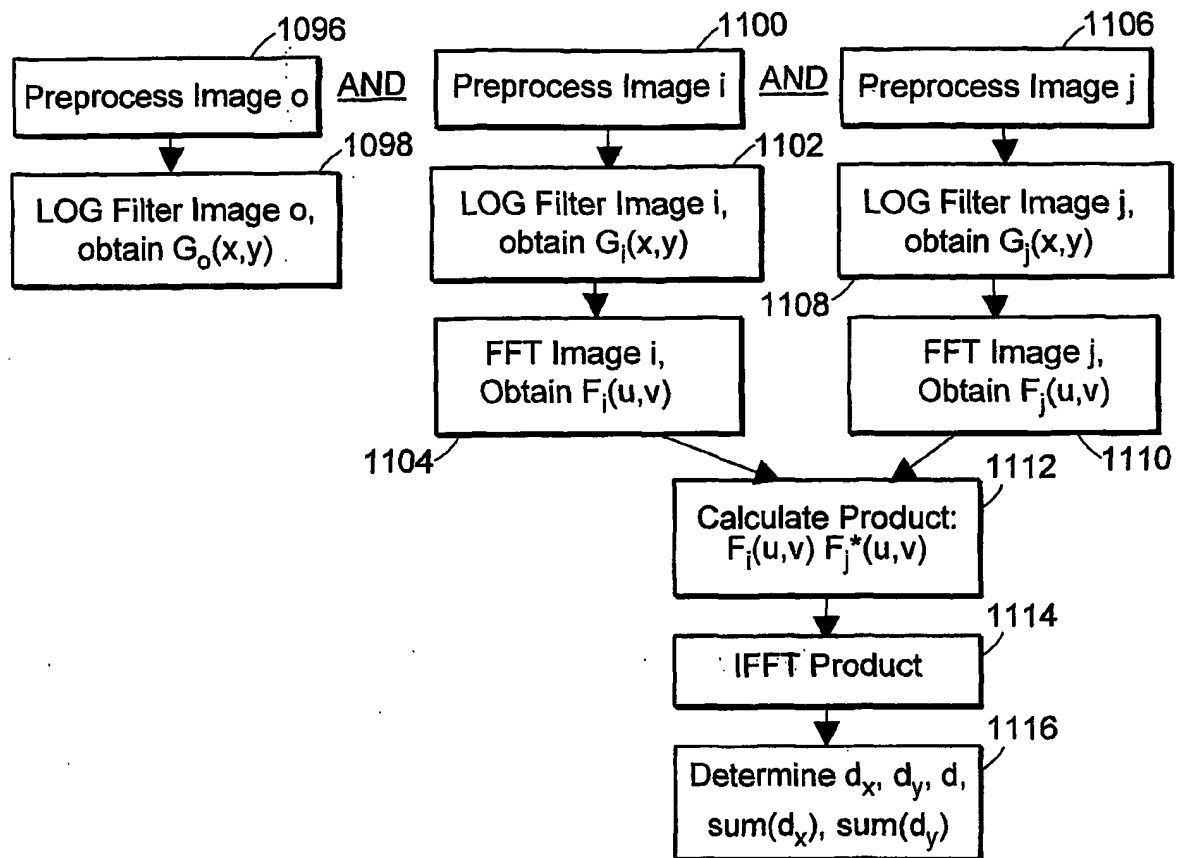 1096
1100
1106
Preprocess Image o
AND
Preprocess Image i
AND
Preprocess Image j
1098
1102
LOG Filter Image o,
obtain Gₒ(x,y)
LOG Filter Image i,
obtain Gᵢ(x,y)
LOG Filter Image j,
obtain Gⱼ(x,y)
1108
FFT Image i,
Obtain Fᵢ(u,v)
FFT Image j,
Obtain Fⱼ(u,v)
1104
1110
1112
Calculate Product:
Fᵢ(u,v) Fⱼ*(u,v)
1114
IFFT Product
1116
Determine dₓ, d_y, d,
sum(dₓ), sum(d_y)